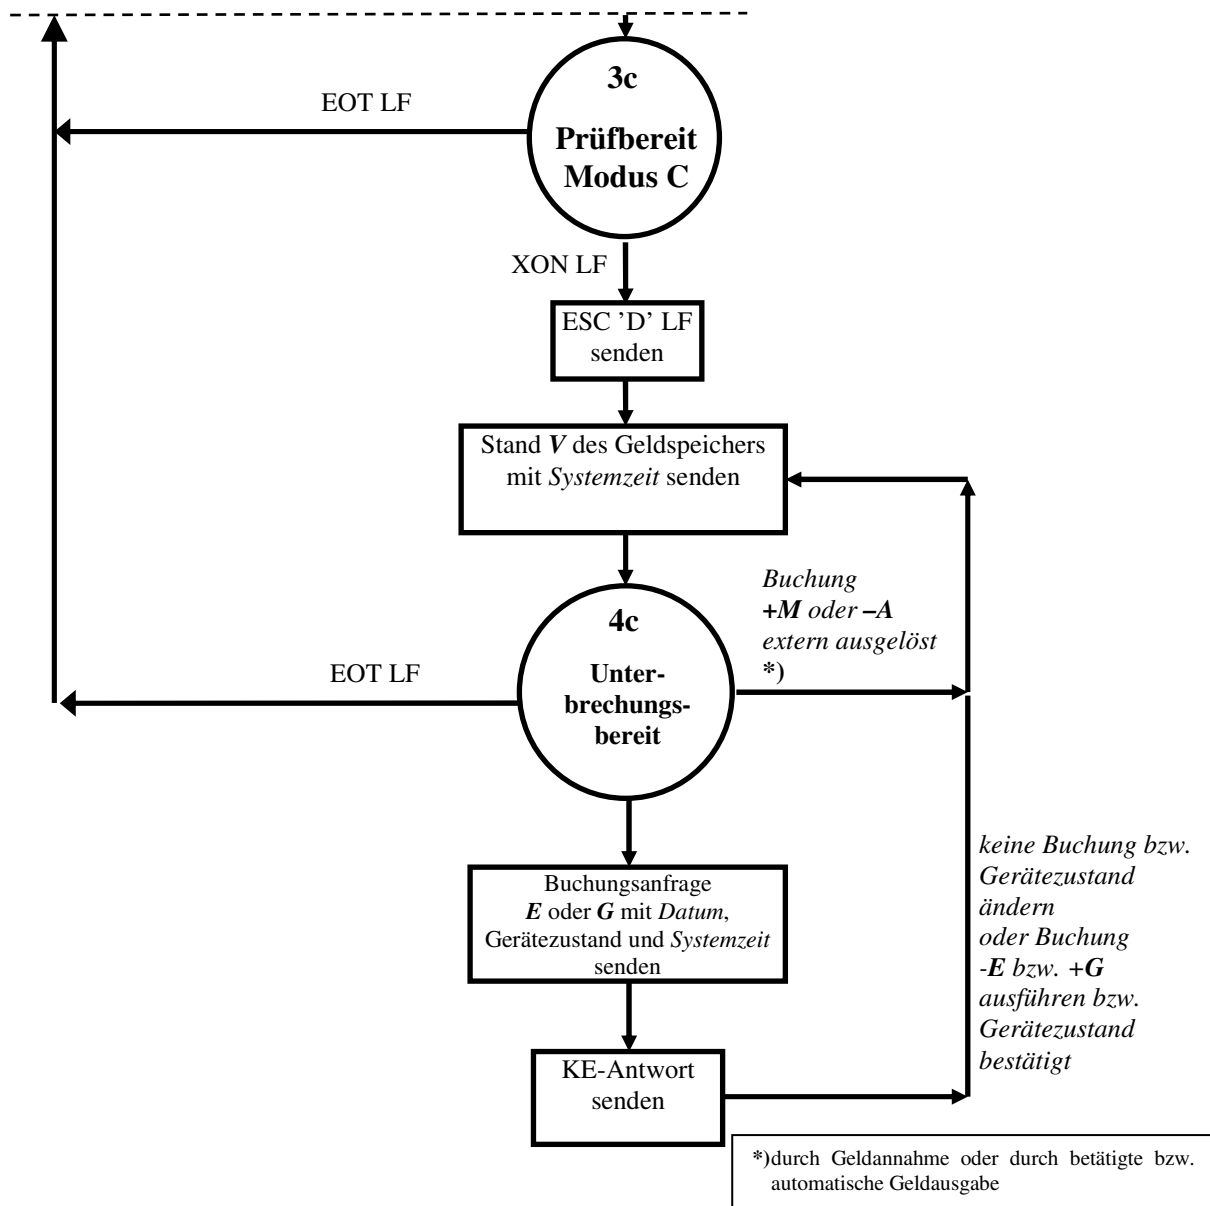 3c
Prüfbereit
Modus C
EOT LF
XON LF
ESC ’D’ LF
senden
Stand V des Geldspeichers
mit Systemzeit senden
Buchung
+M oder –A
extern ausgelöst
*)
4c
Unter-
brechungs-
bereit
EOT LF
Buchungsanfrage
E oder G mit Datum,
Gerätezustand und Systemzeit
senden
keine Buchung bzw.
Gerätezustand
ändern
oder Buchung
-E bzw. +G
ausführen bzw.
Gerätezustand
bestätigt
KE-Antwort
senden
*)durch Geldannahme oder durch betätigte bzw.
automatische Geldausgabe